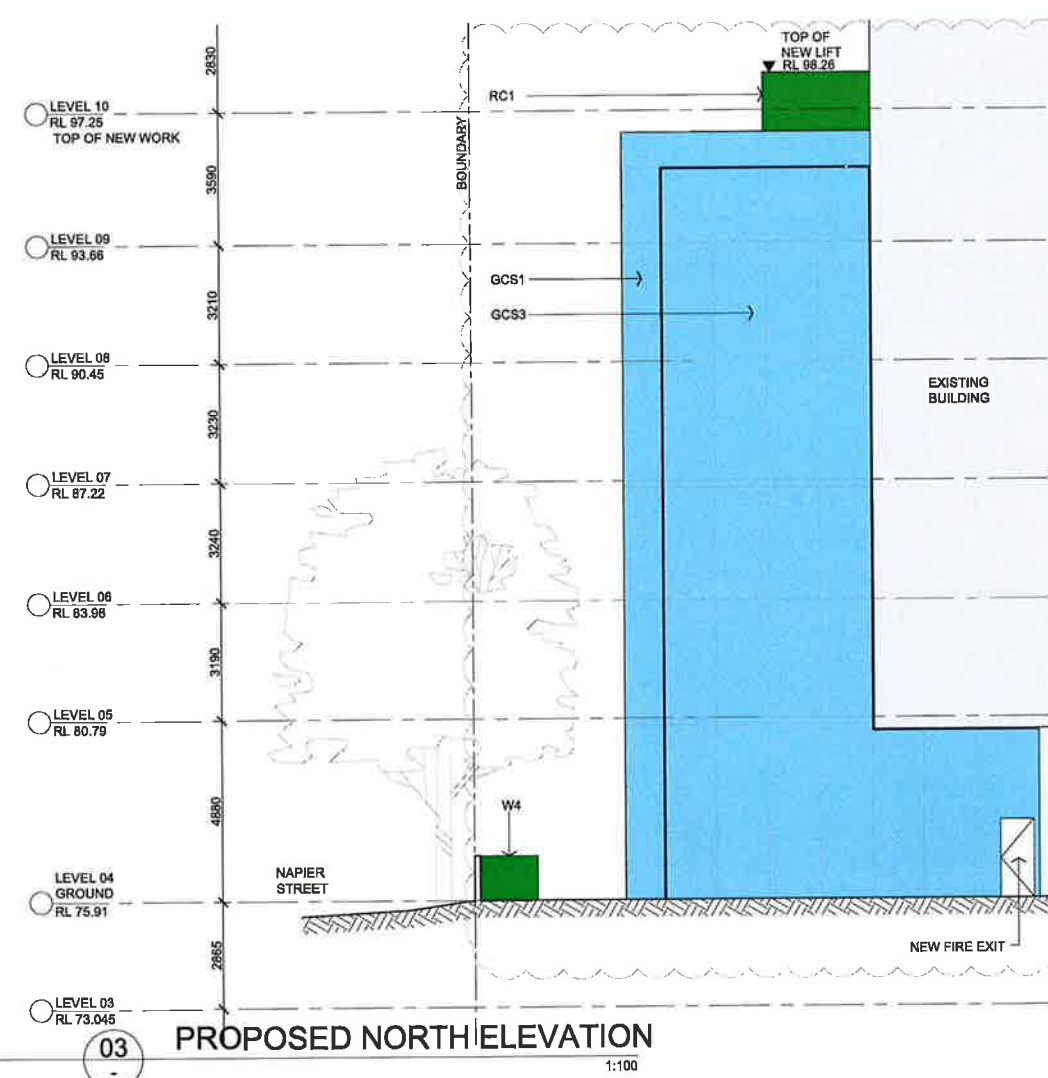 TOP OF
NEW LIFT
RL 98.26
2830
LEVEL 10
RL 97.25
TOP OF NEW WORK
RC1
BOUNDARY
3590
LEVEL 09
RL 93.66
GCS1
3210
GCS3
LEVEL 08
RL 90.45
EXISTING
BUILDING
3230
LEVEL 07
RL 87.22
3240
LEVEL 06
RL 83.98
3190
LEVEL 05
RL 80.79
4880
W4
NAPIER
STREET
LEVEL 04
GROUND
RL 75.91
2865
NEW FIRE EXIT
LEVEL 03
RL 73.045
03
-
PROPOSED NORTH ELEVATION
1:100